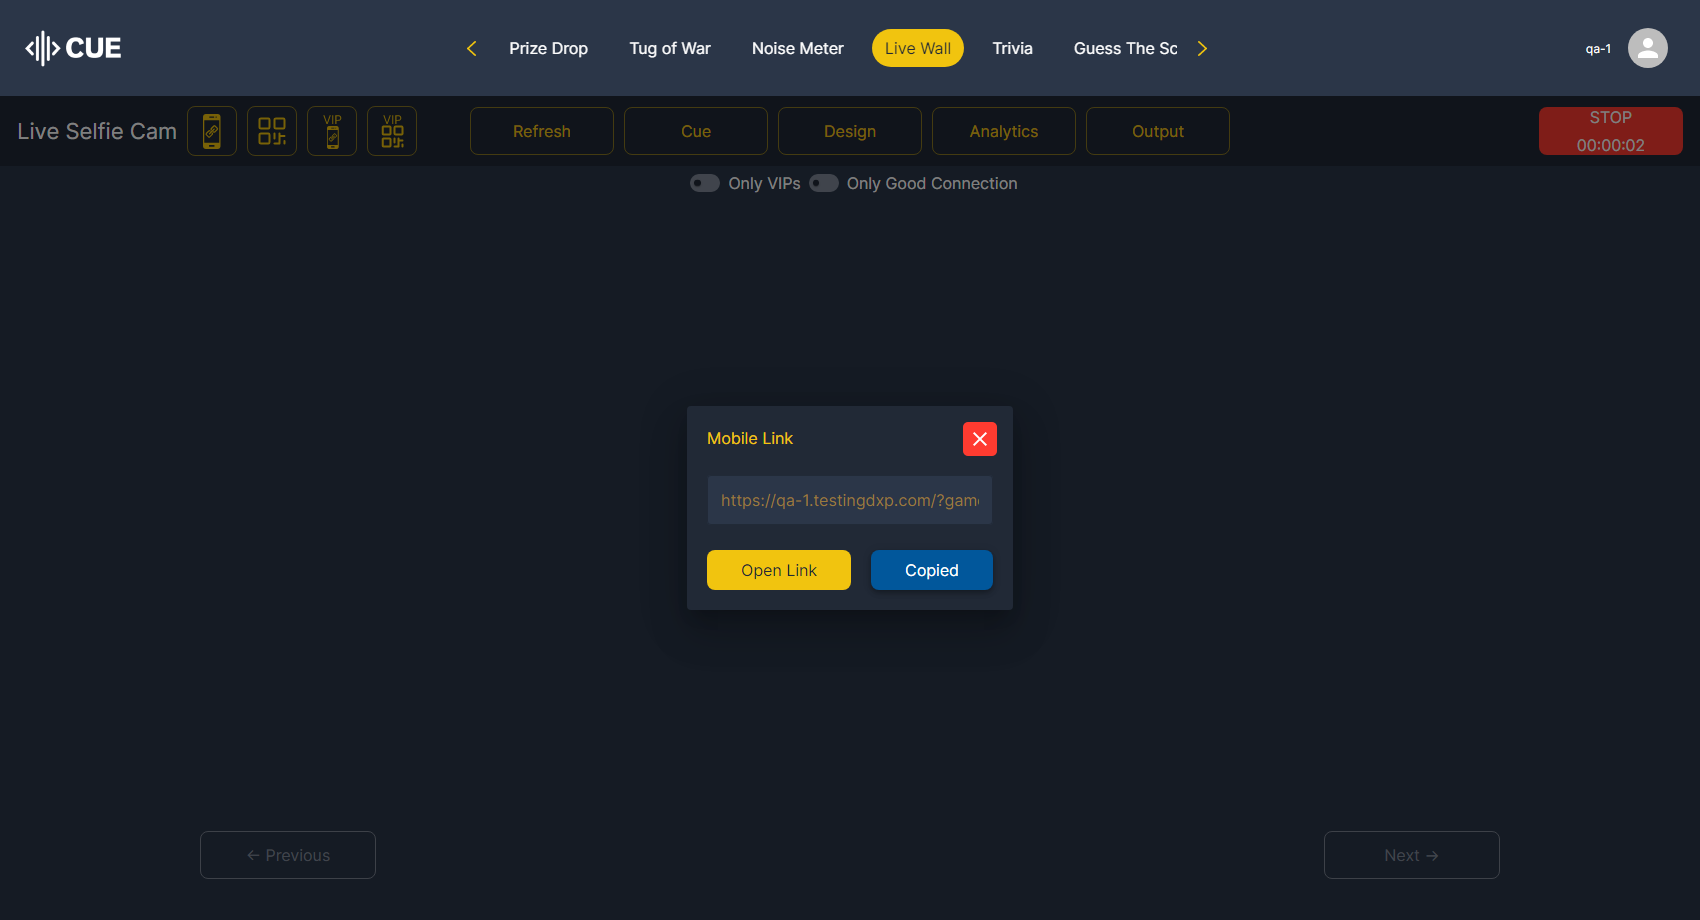 CUE
Prize Drop
Tug of War
Noise Meter
Live Wall
Trivia
Guess The Sc
qa-1
Live Selfie Cam
VIP
VIP
Refresh
Cue
Design
Analytics
Output
STOP
00:00:02
Only VIPs
Only Good Connection
Mobile Link
https://qa-1.testingdxp.com/?gam
Open Link
Copied
← Previous
Next →